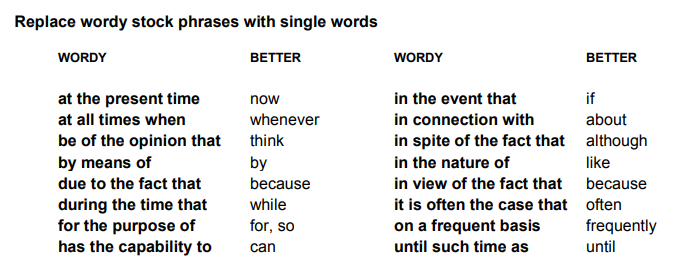 Replace wordy stock phrases with single words
WORDY BETTER WORDY BETTER
at the present time now in the event that if
at all times when whenever in connection with about
be of the opinion that think in spite of the fact that although
by means of by in the nature of like
due to the fact that because in view of the fact that because
during the time that while it is often the case that often
for the purpose of for, so on a frequent basis frequently
has the capability to can until such time as until